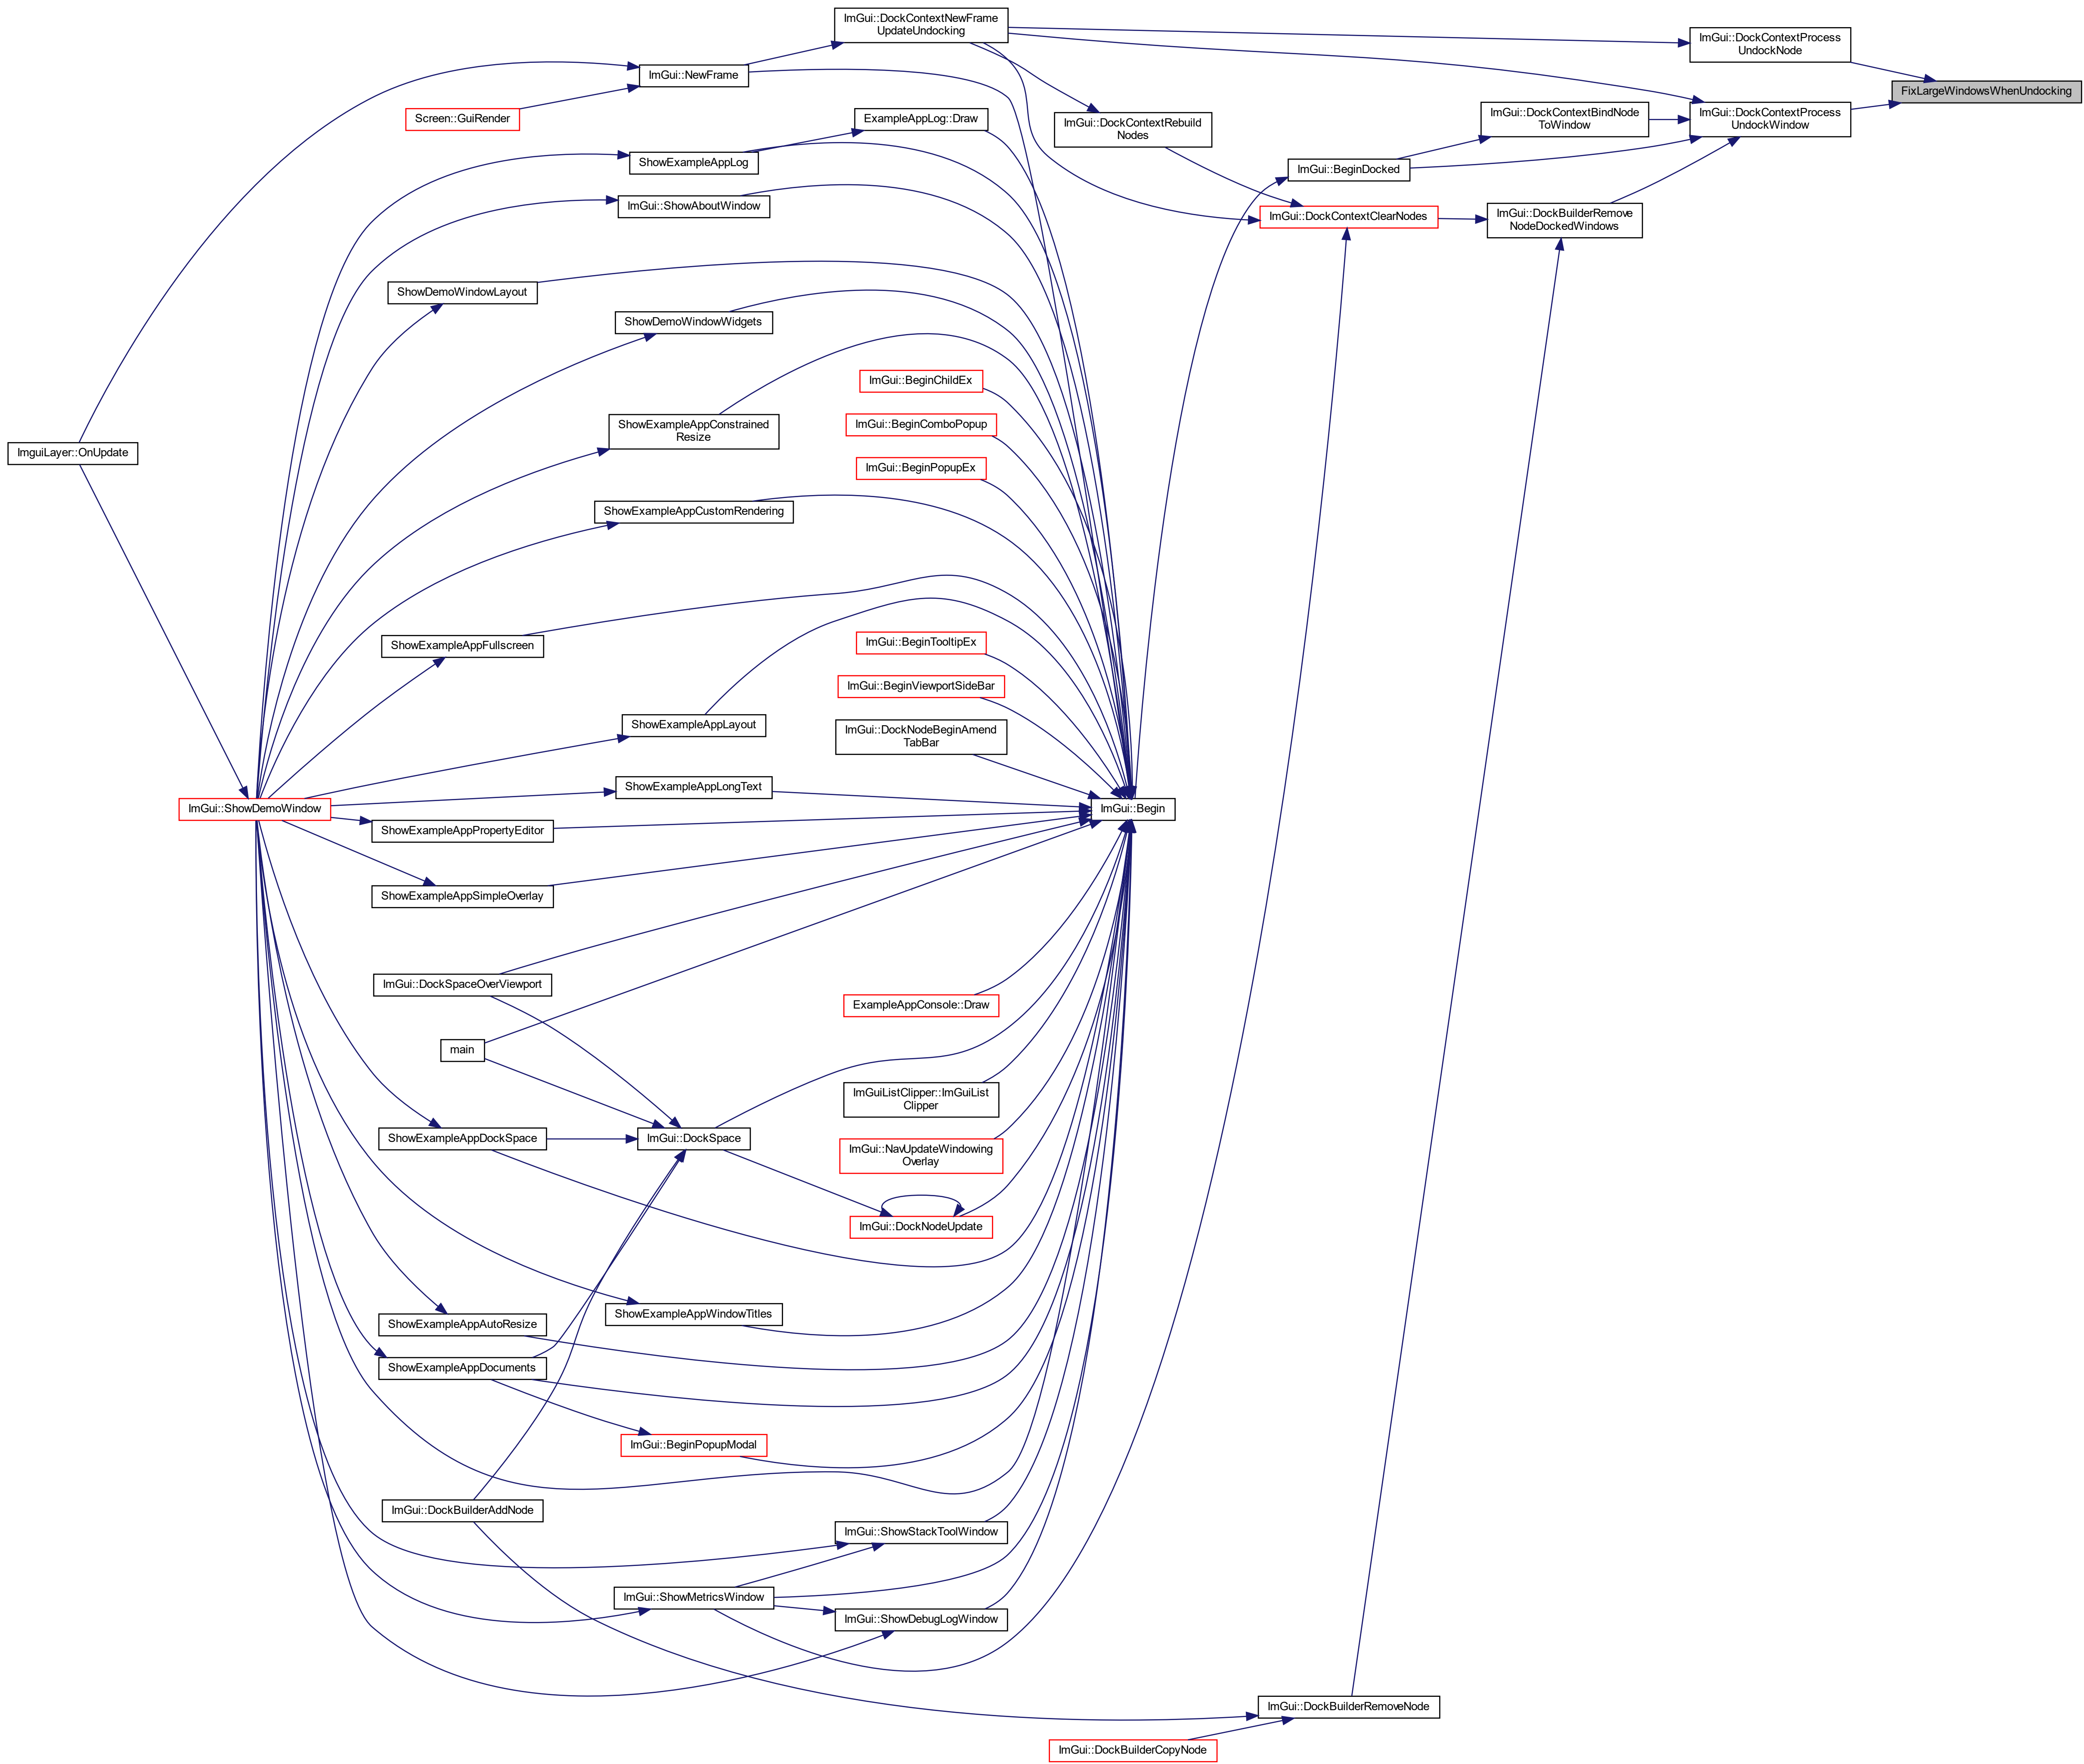 ImGui::DockContextNewFrame
UpdateUndocking
ImGui::DockContextProcess
UndockNode
ImGui::NewFrame
FixLargeWindowsWhenUndocking
Screen::GuiRender
ExampleAppLog::Draw
ImGui::DockContextRebuild
Nodes
ImGui::DockContextBindNode
ToWindow
ImGui::DockContextProcess
UndockWindow
ShowExampleAppLog
ImGui::BeginDocked
ImGui::ShowAboutWindow
ImGui::DockContextClearNodes
ImGui::DockBuilderRemove
NodeDockedWindows
ShowDemoWindowLayout
ShowDemoWindowWidgets
ImGui::BeginChildEx
ShowExampleAppConstrained
Resize
ImGui::BeginComboPopup
ImguiLayer::OnUpdate
ImGui::BeginPopupEx
ShowExampleAppCustomRendering
ShowExampleAppFullscreen
ImGui::BeginTooltipEx
ImGui::BeginViewportSideBar
ShowExampleAppLayout
ImGui::DockNodeBeginAmend
TabBar
ShowExampleAppLongText
ImGui::ShowDemoWindow
ImGui::Begin
ShowExampleAppPropertyEditor
ShowExampleAppSimpleOverlay
ImGui::DockSpaceOverViewport
ExampleAppConsole::Draw
main
ImGuiListClipper::ImGuiList
Clipper
ShowExampleAppDockSpace
ImGui::DockSpace
ImGui::NavUpdateWindowing
Overlay
ImGui::DockNodeUpdate
ShowExampleAppWindowTitles
ShowExampleAppAutoResize
ShowExampleAppDocuments
ImGui::BeginPopupModal
ImGui::DockBuilderAddNode
ImGui::ShowStackToolWindow
ImGui::ShowMetricsWindow
ImGui::ShowDebugLogWindow
ImGui::DockBuilderRemoveNode
ImGui::DockBuilderCopyNode